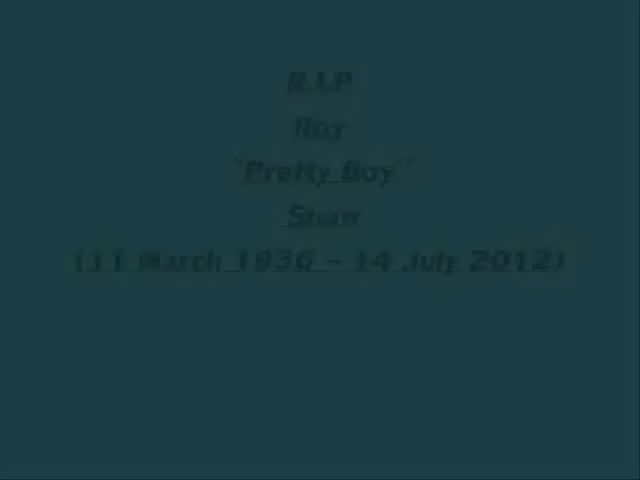 R.I.P
Roy
"Pretty Boy"
Shaw
(11 March 1936 - 14 July 2012)